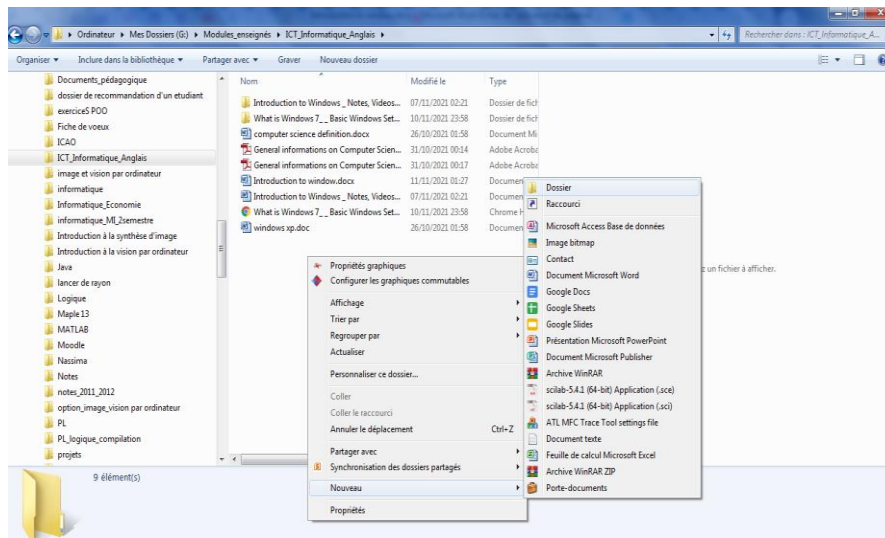 Ordinateur ▸ Mes Dossiers (G:) ▸ Modules_enseignés ▸ ICT_Informatique_Anglais ▸
Rechercher dans : ICT_Informatique_A...
Organiser ▾ Inclure dans la bibliothèque ▾ Partager avec ▾ Graver Nouveau dossier
Documents_pédagogique
dossier de recommandation d'un etudiant
exerciceS POO
Fiche de voeux
ICAO
ICT_Informatique_Anglais
image et vision par ordinateur
informatique
Informatique_Economie
informatique_MI_2semestre
Introduction à la synthèse d'image
Introduction à la vision par ordinateur
Java
lancer de rayon
Logique
Maple 13
MATLAB
Moodle
Nassima
Notes
notes_2011_2012
option_image_vision par ordinateur
PL
PL_logique_compilation
projets
Nom Modifié le Type
Introduction to Windows _ Notes, Videos... 07/11/2021 02:21 Dossier de fich
What is Windows 7_ _ Basic Windows Set... 10/11/2021 23:58 Dossier de fich
computer science definition.docx 26/10/2021 01:58 Document Mi
General informations on Computer Scien... 31/10/2021 00:14 Adobe Acroba
General informations on Computer Scien... 31/10/2021 00:17 Adobe Acroba
Introduction to window.docx 11/11/2021 01:27 Documen
Introduction to Windows _ Notes, Videos... 07/11/2021 02:21 Documen
What is Windows 7_ _ Basic Windows Set... 10/11/2021 23:58 Chrome H
windows xp.doc 26/10/2021 01:58 Documen
z un fichier à afficher.
Propriétés graphiques
Configurer les graphiques commutables
Affichage
Trier par
Regrouper par
Actualiser
Personnaliser ce dossier...
Coller
Coller le raccourci
Annuler le déplacement Ctrl+Z
Partager avec
Synchronisation des dossiers partagés
Nouveau
Propriétés
Dossier
Raccourci
Microsoft Access Base de données
Image bitmap
Contact
Document Microsoft Word
Google Docs
Google Sheets
Google Slides
Présentation Microsoft PowerPoint
Document Microsoft Publisher
Archive WinRAR
scilab-5.4.1 (64-bit) Application (.sce)
scilab-5.4.1 (64-bit) Application (.sci)
ATL MFC Trace Tool settings file
Document texte
Feuille de calcul Microsoft Excel
Archive WinRAR ZIP
Porte-documents
9 élément(s)